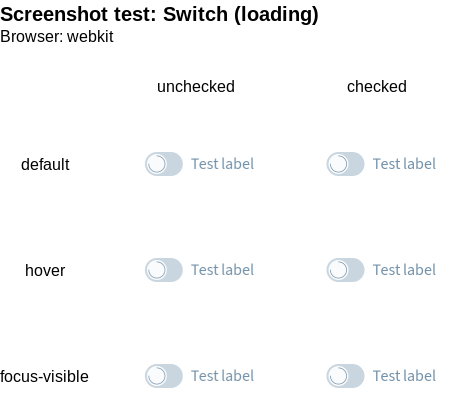 Screenshot test: Switch (loading)
Browser: webkit
unchecked checked
default Test label Test label
hover Test label Test label
focus-visible Test label Test label